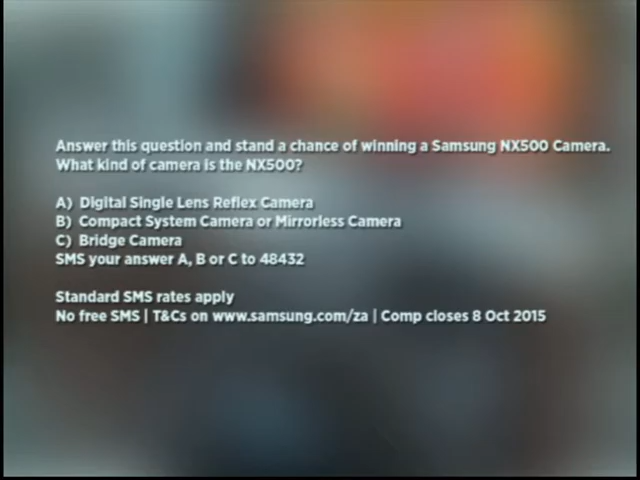 Answer this question and stand a chance of winning a Samsung NX500 Camera.
What kind of camera is the NX500?
A) Digital Single Lens Reflex Camera
B) Compact System Camera or Mirrorless Camera
C) Bridge Camera
SMS your answer A, B or C to 48432
Standard SMS rates apply
No free SMS | T&Cs on www.samsung.com/za | Comp closes 8 Oct 2015